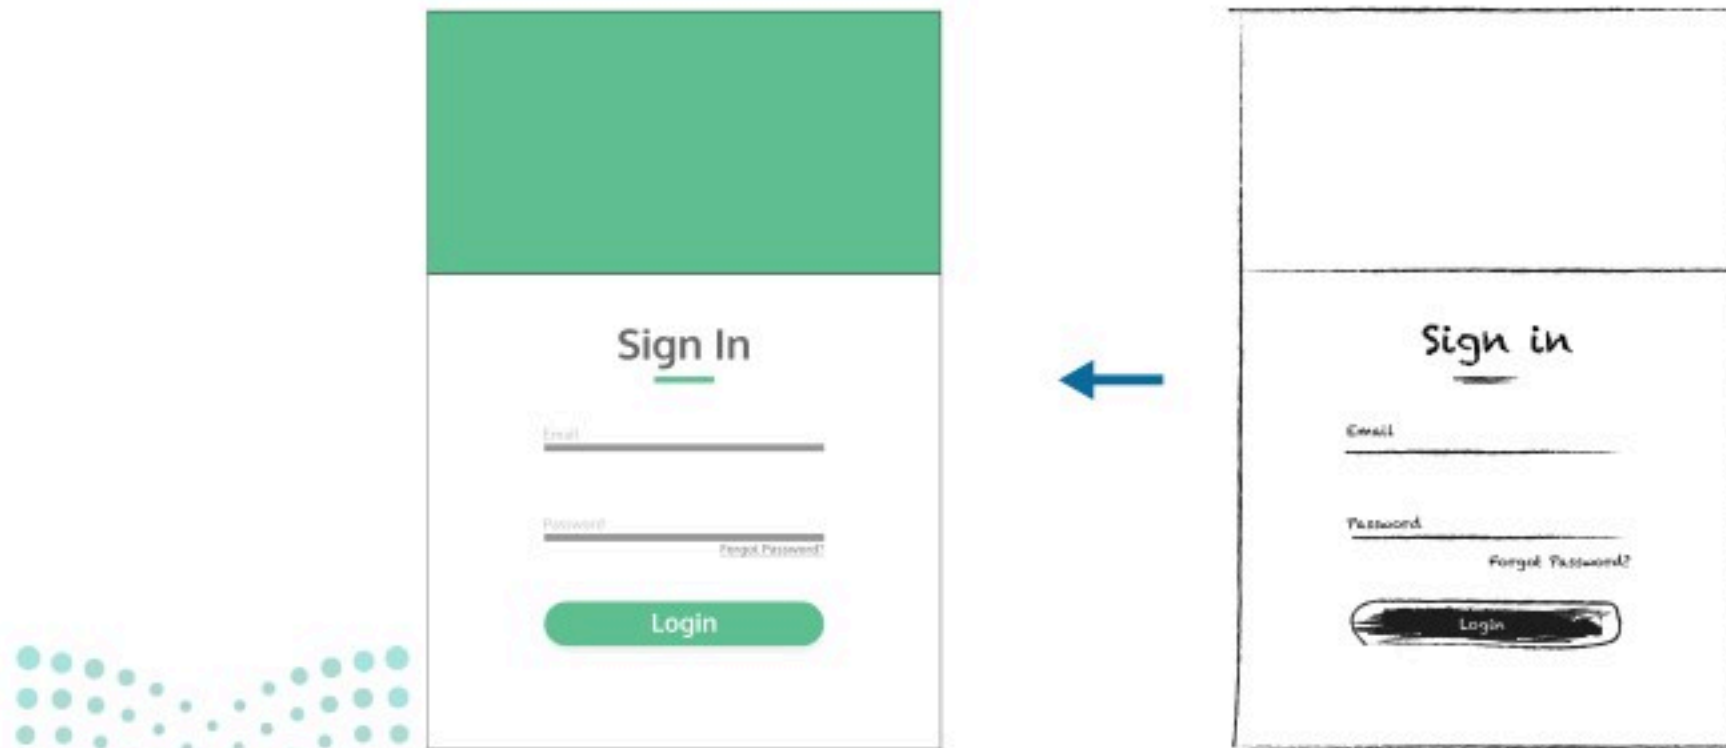 Sign In
Email
Password
Forgot Password?
Login
Sign in
Email
Password
Forgot Password?
Login